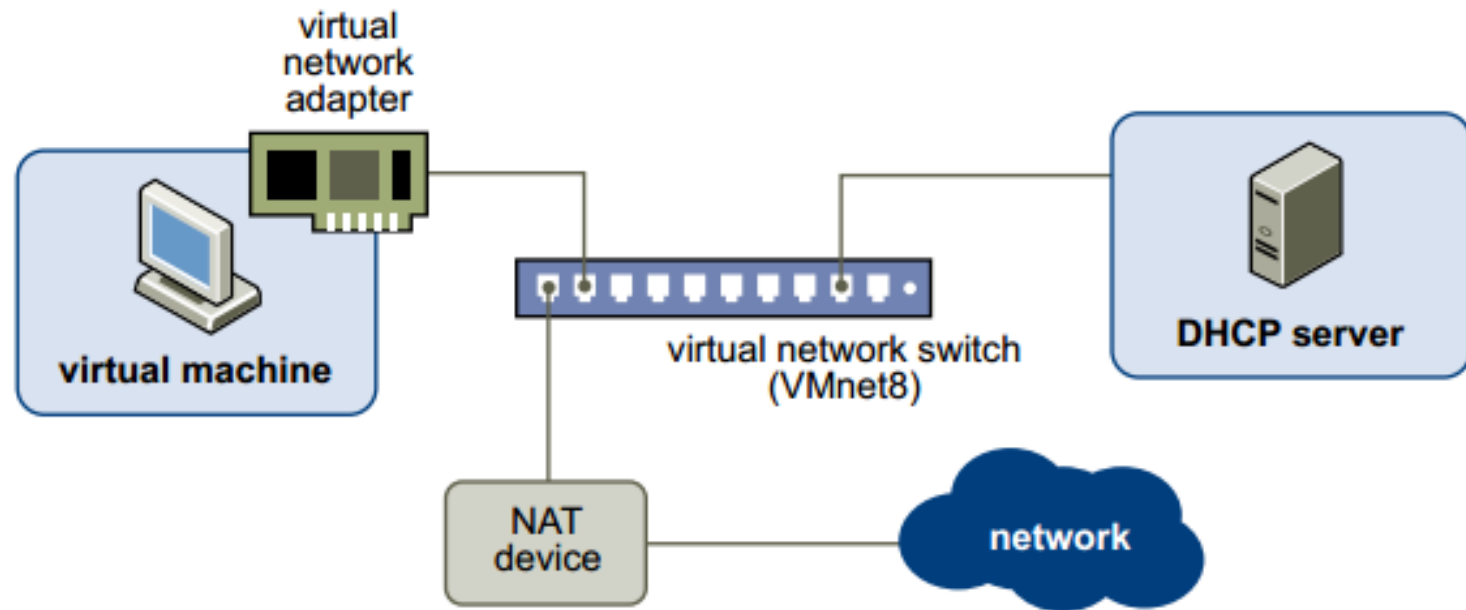 virtual
network
adapter
virtual machine
virtual network switch
(VMnet8)
DHCP server
NAT
device
network